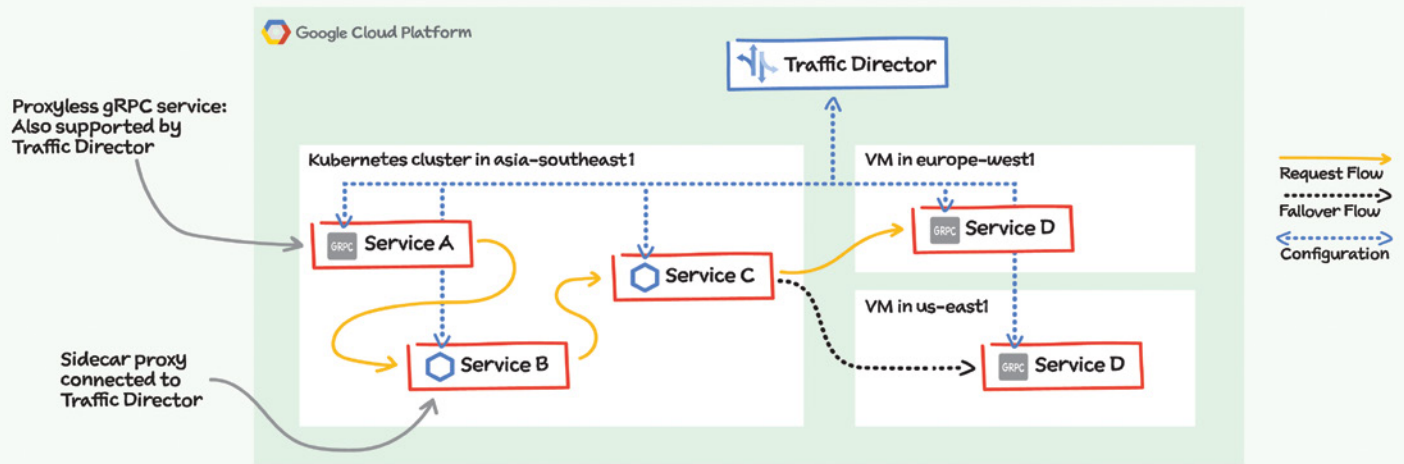 Google Cloud Platform
Traffic Director
Proxyless gRPC service:
Also supported by
Traffic Director
Kubernetes cluster in asia-southeast1
VM in europe-west1
Request Flow
Fallover Flow
Configuration
GRPC Service A
GRPC Service D
Service C
VM in us-east1
Sidecar proxy
connected to
Traffic Director
Service B
GRPC Service D